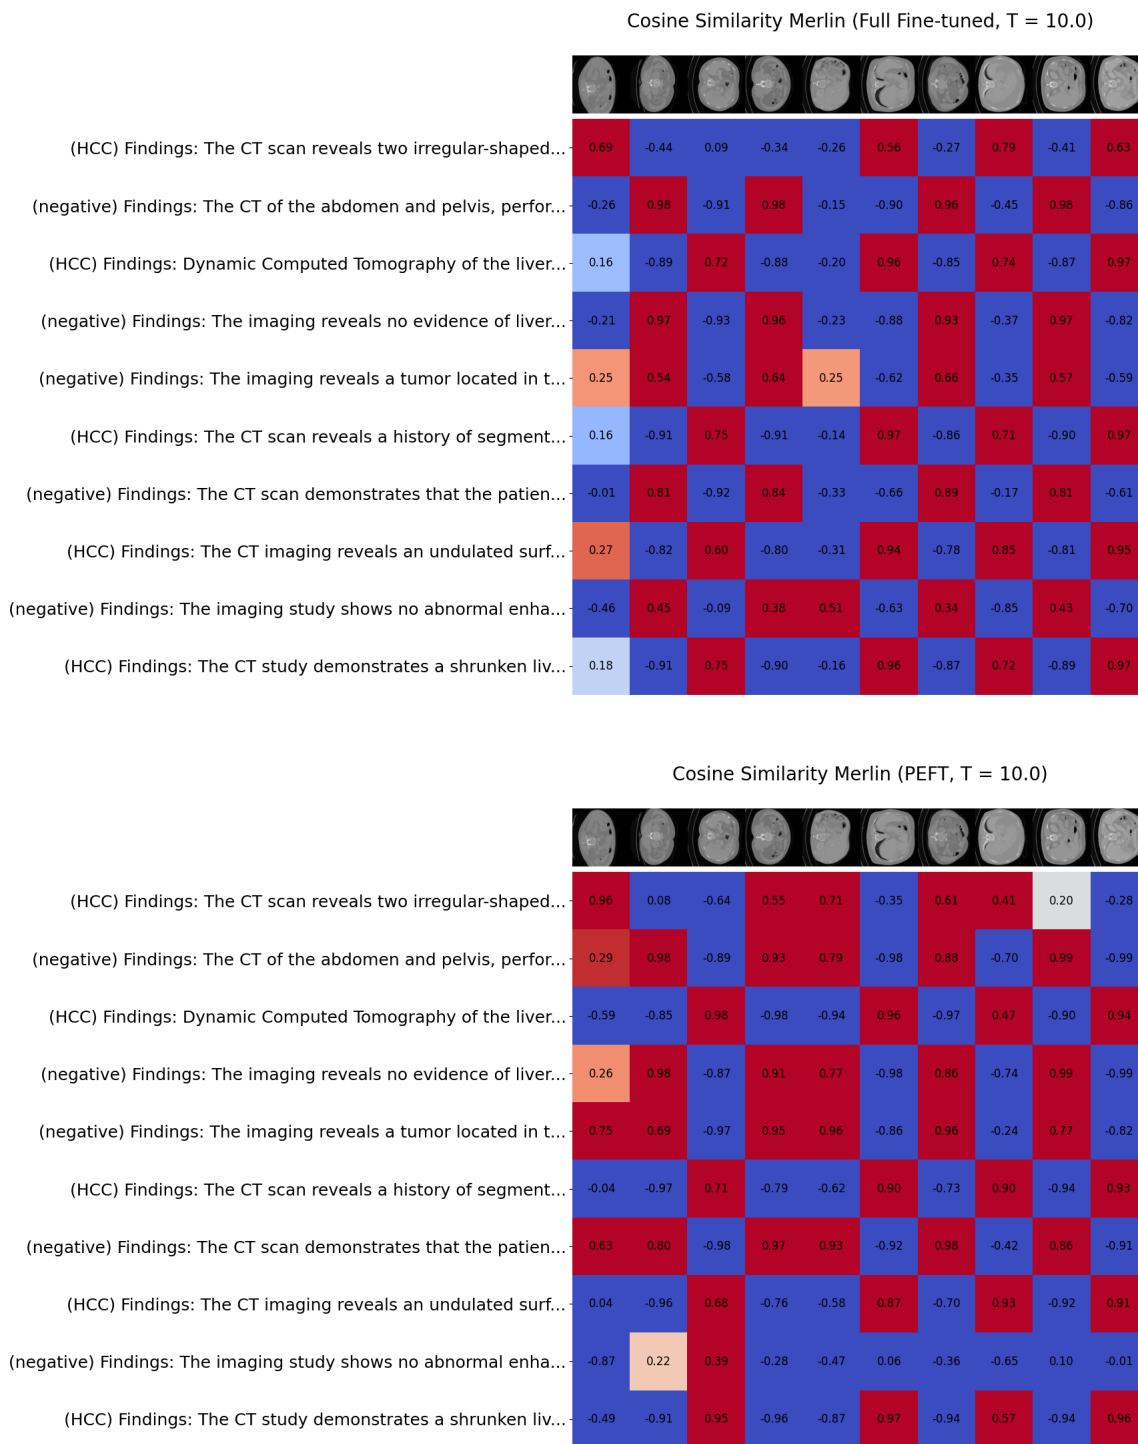 Cosine Similarity Merlin (Full Fine-tuned, T = 10.0)
(HCC) Findings: The CT scan reveals two irregular-shaped... 0.69 -0.44 0.09 -0.34 -0.26 0.56 -0.27 0.79 -0.41 0.63
(negative) Findings: The CT of the abdomen and pelvis, perfor... -0.26 0.98 -0.91 0.98 -0.15 -0.90 0.96 -0.45 0.98 -0.86
(HCC) Findings: Dynamic Computed Tomography of the liver... 0.16 -0.89 0.72 -0.88 -0.20 0.96 -0.85 0.74 -0.87 0.97
(negative) Findings: The imaging reveals no evidence of liver... -0.21 0.97 -0.93 0.96 -0.23 -0.88 0.93 -0.37 0.97 -0.82
(negative) Findings: The imaging reveals a tumor located in t... 0.25 0.54 -0.58 0.64 0.25 -0.62 0.66 -0.35 0.57 -0.59
(HCC) Findings: The CT scan reveals a history of segment... 0.16 -0.91 0.75 -0.91 -0.14 0.97 -0.86 0.71 -0.90 0.97
(negative) Findings: The CT scan demonstrates that the patien... -0.01 0.81 -0.92 0.84 -0.33 -0.66 0.89 -0.17 0.81 -0.61
(HCC) Findings: The CT imaging reveals an undulated surf... 0.27 -0.82 0.60 -0.80 -0.31 0.94 -0.78 0.85 -0.81 0.95
(negative) Findings: The imaging study shows no abnormal enha... -0.46 0.45 -0.09 0.38 0.51 -0.63 0.34 -0.85 0.43 -0.70
(HCC) Findings: The CT study demonstrates a shrunken liv... 0.18 -0.91 0.75 -0.90 -0.16 0.96 -0.87 0.72 -0.89 0.97
Cosine Similarity Merlin (PEFT, T = 10.0)
(HCC) Findings: The CT scan reveals two irregular-shaped... 0.96 0.08 -0.64 0.55 0.71 -0.35 0.61 0.41 0.20 -0.28
(negative) Findings: The CT of the abdomen and pelvis, perfor... 0.29 0.98 -0.89 0.93 0.79 -0.98 0.88 -0.70 0.99 -0.99
(HCC) Findings: Dynamic Computed Tomography of the liver... -0.59 -0.85 0.98 -0.98 -0.94 0.96 -0.97 0.47 -0.90 0.94
(negative) Findings: The imaging reveals no evidence of liver... 0.26 0.98 -0.87 0.91 0.77 -0.98 0.86 -0.74 0.99 -0.99
(negative) Findings: The imaging reveals a tumor located in t... 0.75 0.69 -0.97 0.95 0.96 -0.86 0.96 -0.24 0.77 -0.82
(HCC) Findings: The CT scan reveals a history of segment... -0.04 -0.97 0.71 -0.79 -0.62 0.90 -0.73 0.90 -0.94 0.93
(negative) Findings: The CT scan demonstrates that the patien... 0.63 0.80 -0.98 0.97 0.93 -0.92 0.98 -0.42 0.86 -0.91
(HCC) Findings: The CT imaging reveals an undulated surf... 0.04 -0.96 0.68 -0.76 -0.58 0.87 -0.70 0.93 -0.92 0.91
(negative) Findings: The imaging study shows no abnormal enha... -0.87 0.22 0.39 -0.28 -0.47 0.06 -0.36 -0.65 0.10 -0.01
(HCC) Findings: The CT study demonstrates a shrunken liv... -0.49 -0.91 0.95 -0.96 -0.87 0.97 -0.94 0.57 -0.94 0.96